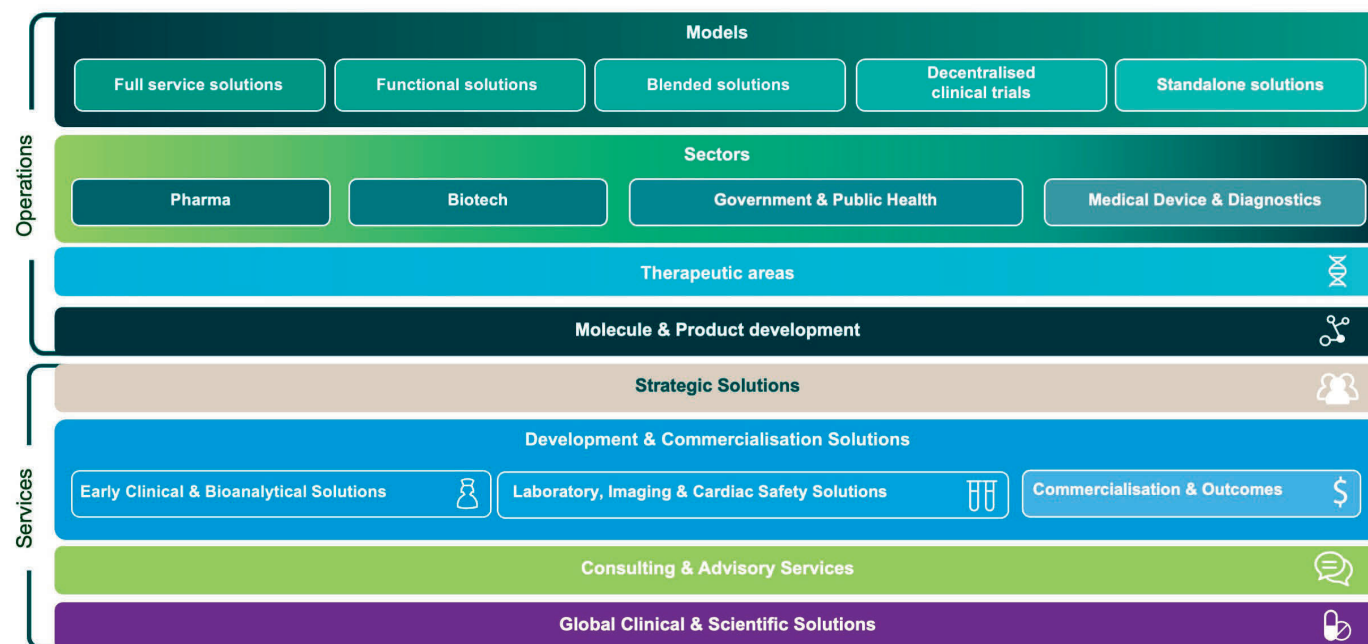 Operations
Models
Full service solutions
Functional solutions
Blended solutions
Decentralised
clinical trials
Standalone solutions
Sectors
Pharma
Biotech
Government & Public Health
Medical Device & Diagnostics
Therapeutic areas
Molecule & Product development
Services
Strategic Solutions
Development & Commercialisation Solutions
Early Clinical & Bioanalytical Solutions
Laboratory, Imaging & Cardiac Safety Solutions
Commercialisation & Outcomes
$
Consulting & Advisory Services
Global Clinical & Scientific Solutions